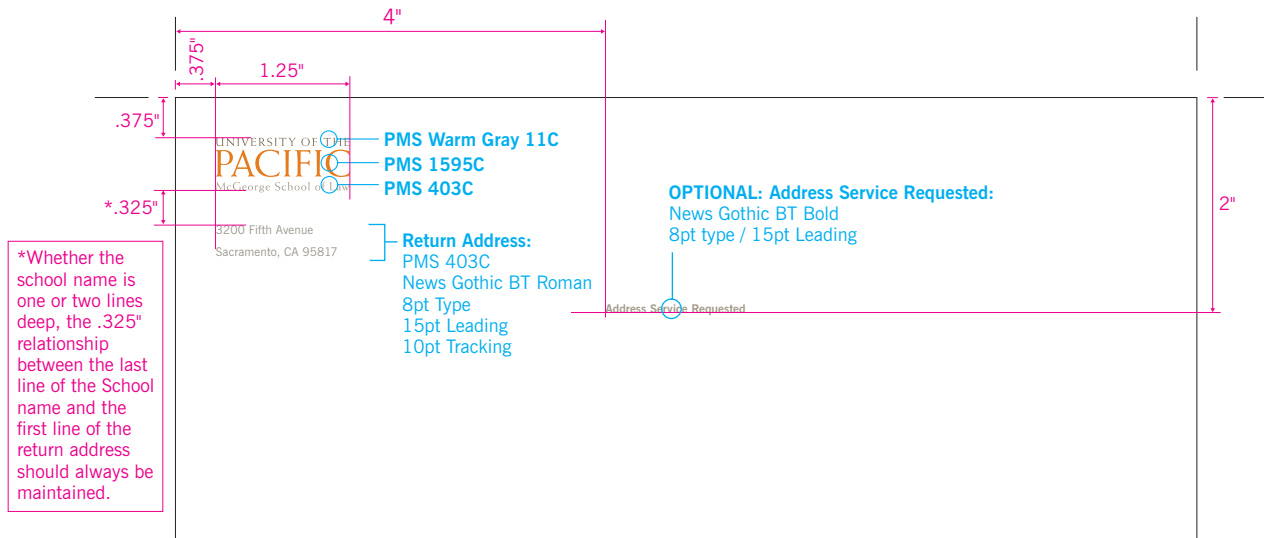 4"
.375"
1.25"
.375"
UNIVERSITY OF THE
PACIFIC
McGeorge School of Law
PMS Warm Gray 11C
PMS 1595C
PMS 403C
*.325"
3200 Fifth Avenue
Sacramento, CA 95817
Return Address:
PMS 403C
News Gothic BT Roman
8pt Type
15pt Leading
10pt Tracking
OPTIONAL: Address Service Requested:
News Gothic BT Bold
8pt type / 15pt Leading
Address Service Requested
2"
*Whether the
school name is
one or two lines
deep, the .325"
relationship
between the last
line of the School
name and the
first line of the
return address
should always be
maintained.